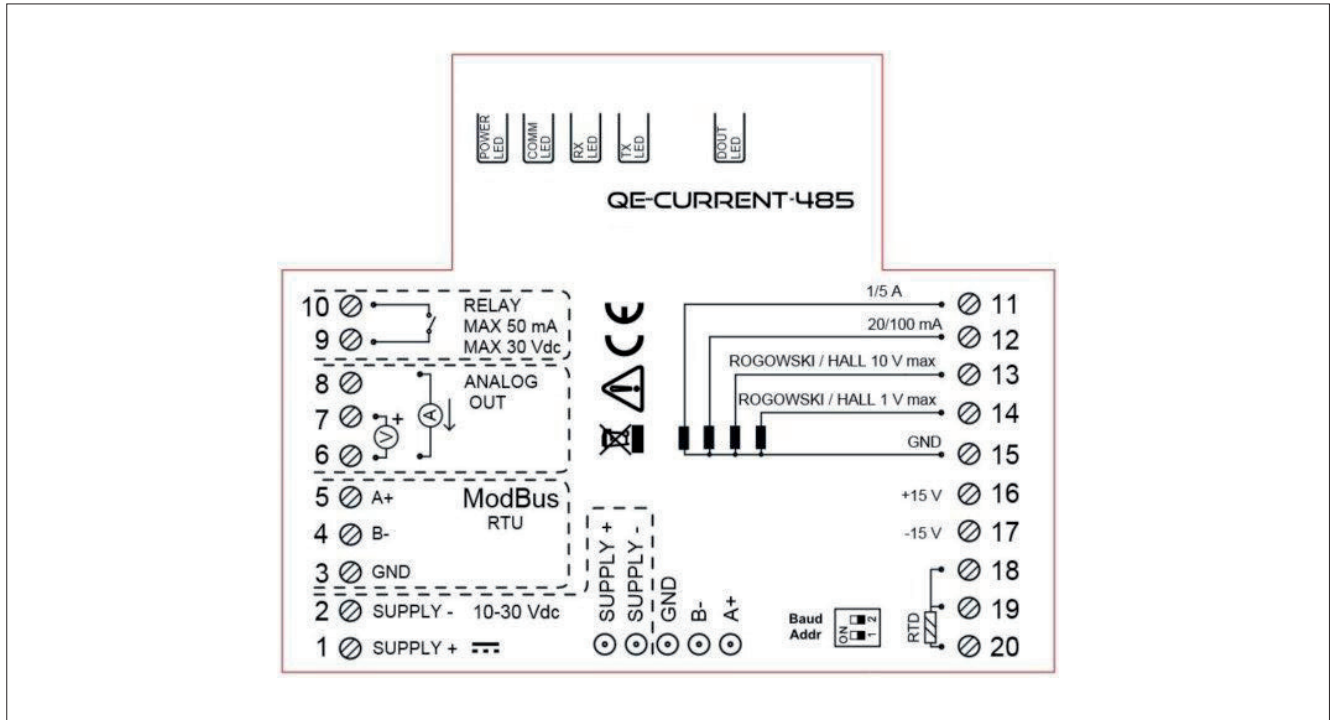 POWER LED
COMM LED
RX LED
TX LED
DOUT LED
QE-CURRENT-485
10
RELAY
9
MAX 50 mA
MAX 30 Vdc
8
ANALOG
OUT
7
V
+
A
6
5 A+
ModBus
RTU
4 B-
3 GND
2 SUPPLY - 10-30 Vdc
1 SUPPLY +
CE
SUPPLY +
SUPPLY -
GND
B-
A+
1/5 A 11
20/100 mA 12
ROGOWSKI / HALL 10 V max 13
ROGOWSKI / HALL 1 V max 14
GND 15
+15 V 16
-15 V 17
18
19
20
RTD
Baud
Addr
ON
1 2